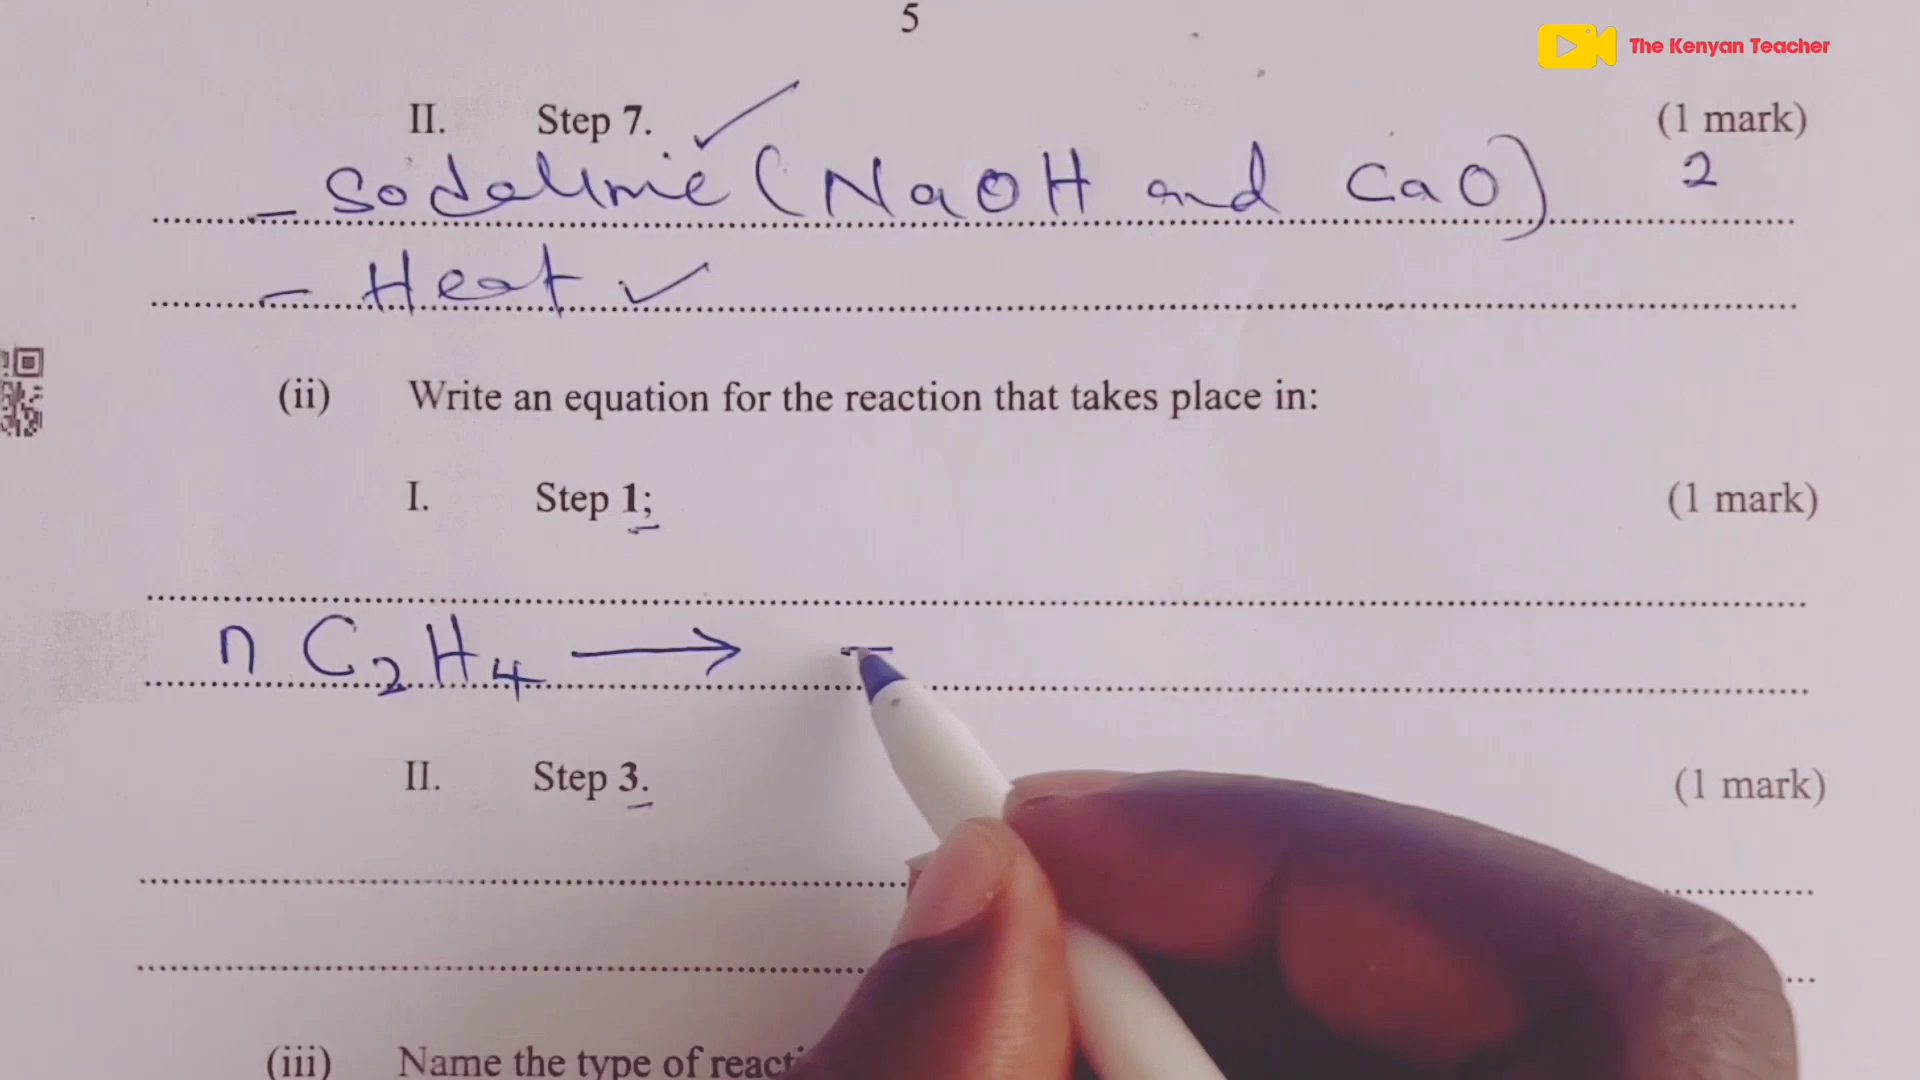 5
The Kenyan Teacher
II. Step 7. (1 mark)
- Sodalime (NaOH and CaO) 2
- Heat
(ii) Write an equation for the reaction that takes place in:
I. Step 1; (1 mark)
n C2H4 →
II. Step 3. (1 mark)
(iii) Name the type of